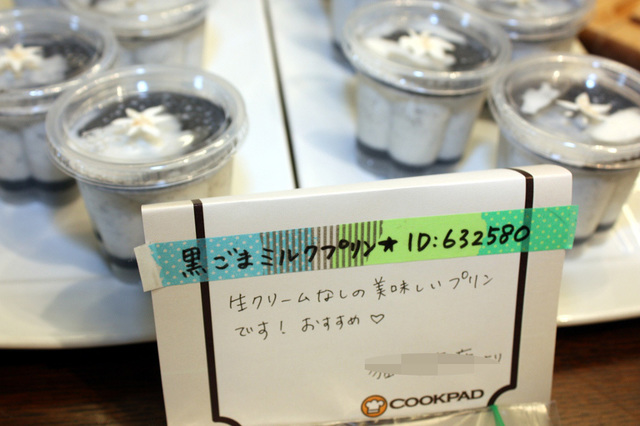 黒ごまミルクプリン★ ID:632580
生クリームなしの美味しいプリン
です！おすすめ♡
COOKPAD